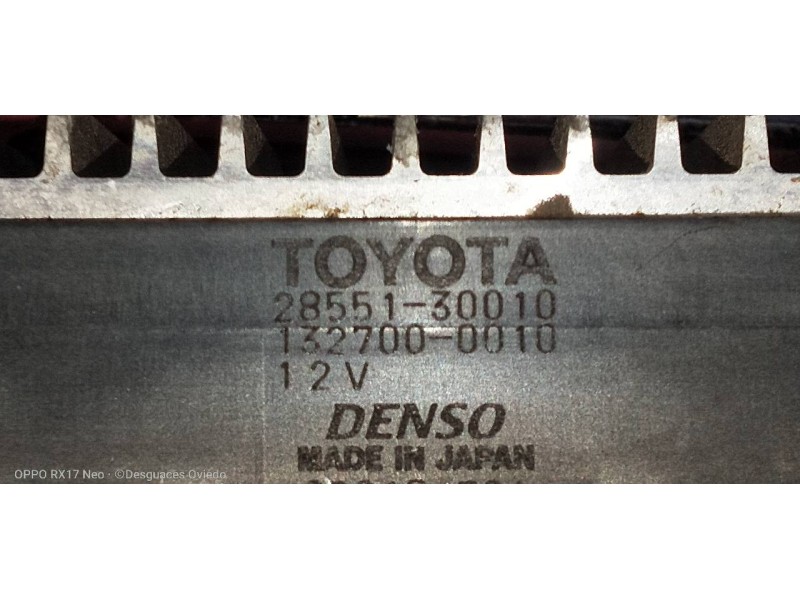 TOYOTA
28551-30010
132700-0010
12V
DENSO
MADE IN JAPAN
OPPO RX17 Neo · ©Desguaces Oviedo